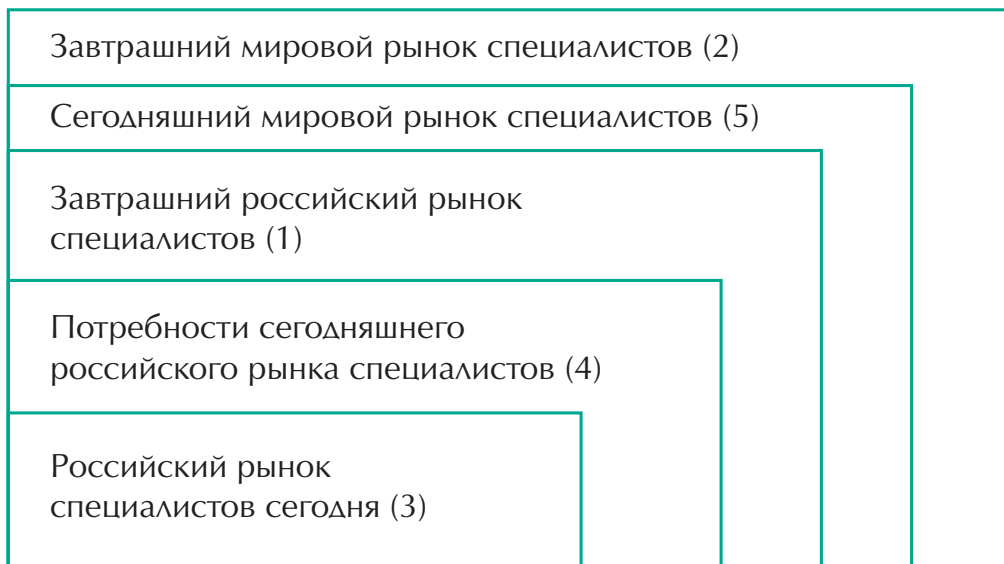 Завтрашний мировой рынок специалистов (2)
Сегодняшний мировой рынок специалистов (5)
Завтрашний российский рынок
специалистов (1)
Потребности сегодняшнего
российского рынка специалистов (4)
Российский рынок
специалистов сегодня (3)